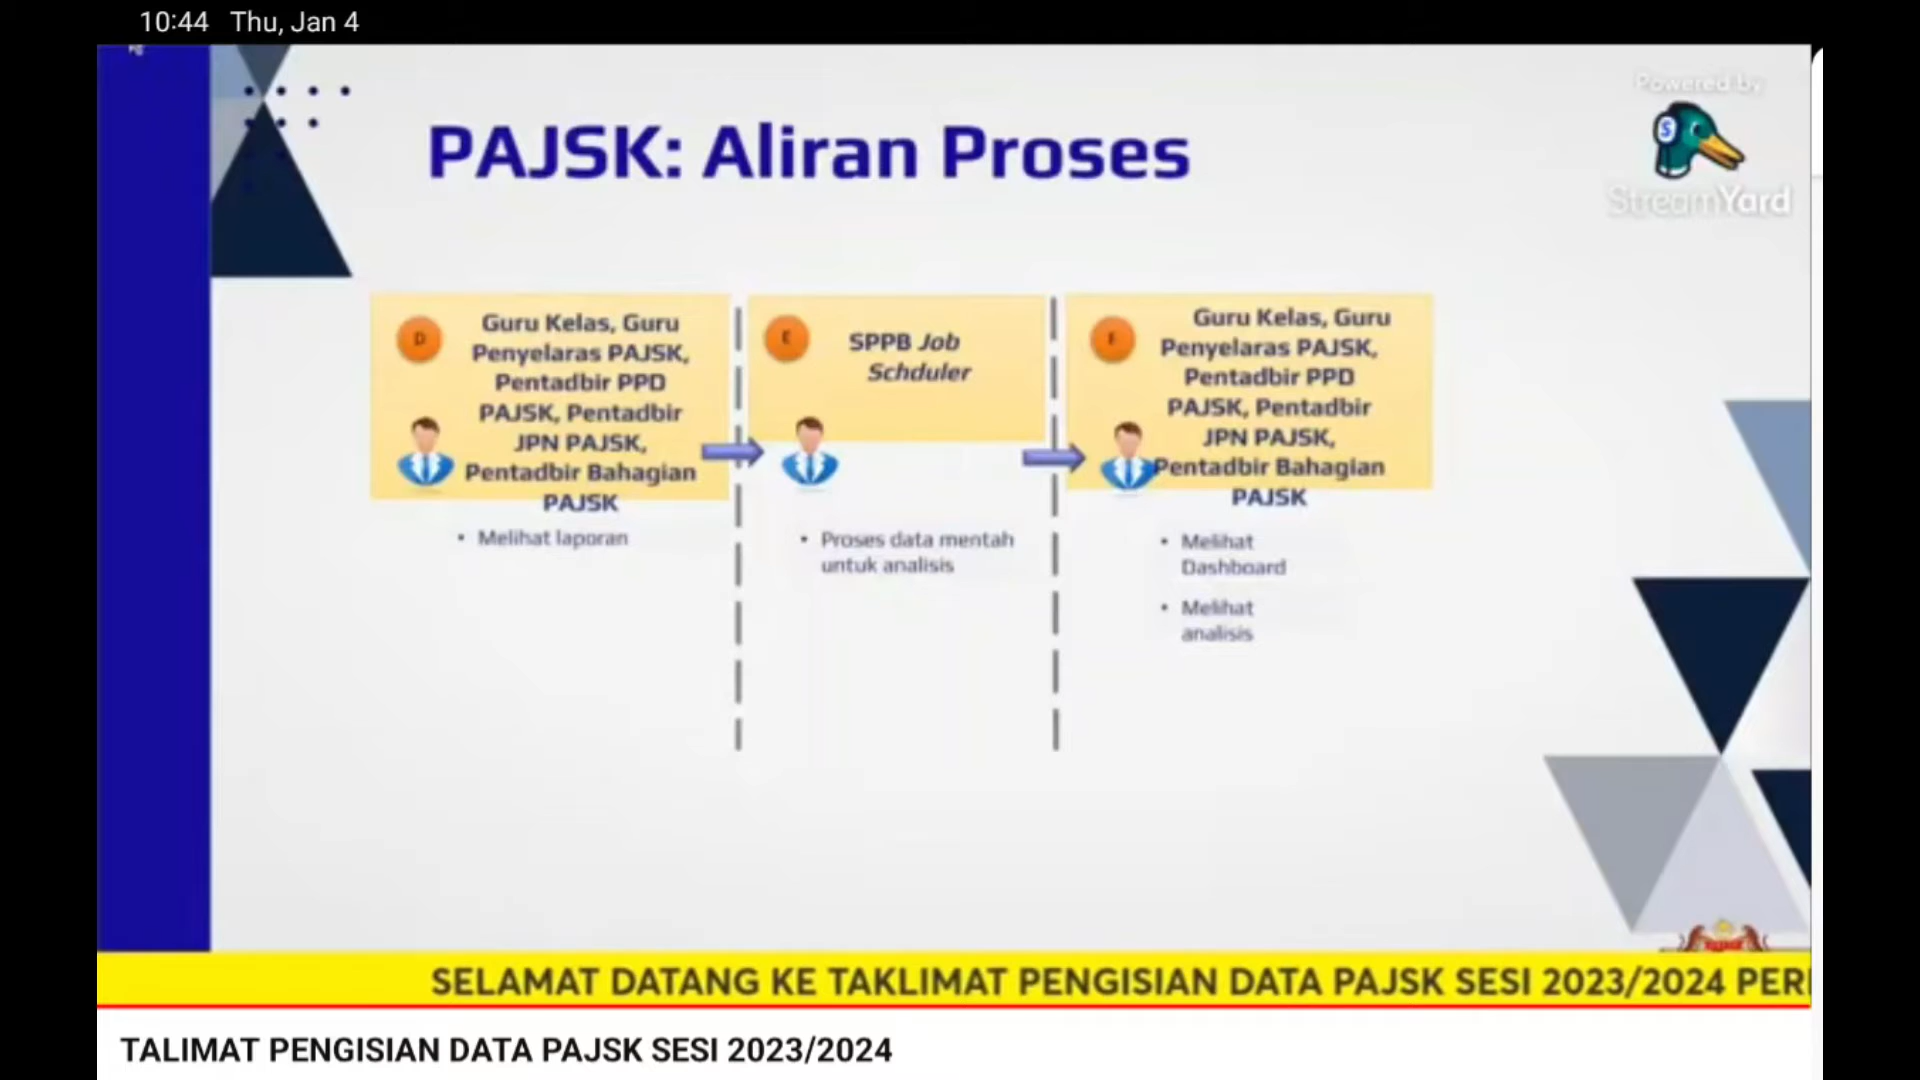 10:44 Thu, Jan 4
Powered by
StreamYard
PAJSK: Aliran Proses
D
Guru Kelas, Guru
Penyelaras PAJSK,
Pentadbir PPD
PAJSK, Pentadbir
JPN PAJSK,
Pentadbir Bahagian
PAJSK
• Melihat laporan
E
SPPB Job
Schduler
• Proses data mentah
untuk analisis
F
Guru Kelas, Guru
Penyelaras PAJSK,
Pentadbir PPD
PAJSK, Pentadbir
JPN PAJSK,
Pentadbir Bahagian
PAJSK
• Melihat
Dashboard
• Melihat
analisis
SELAMAT DATANG KE TAKLIMAT PENGISIAN DATA PAJSK SESI 2023/2024 PERI
TALIMAT PENGISIAN DATA PAJSK SESI 2023/2024